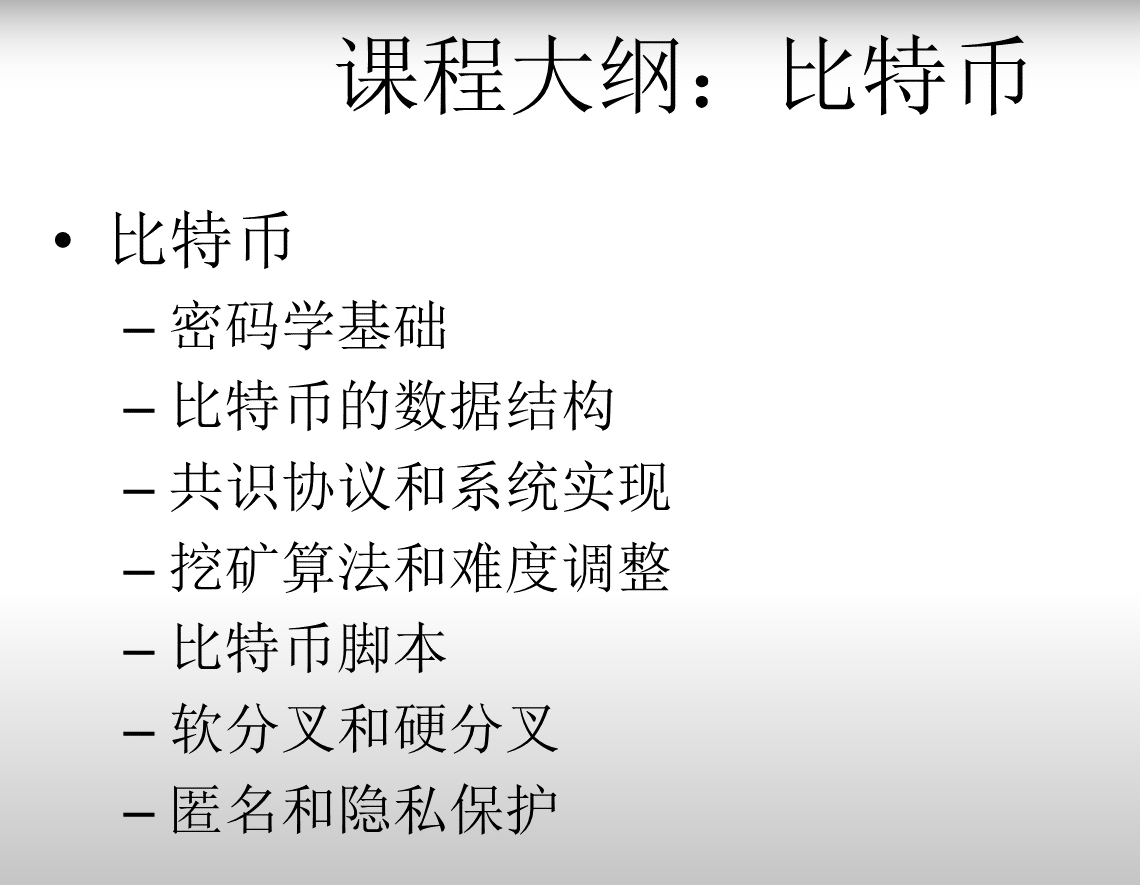 课程大纲：比特币
• 比特币
– 密码学基础
– 比特币的数据结构
– 共识协议和系统实现
– 挖矿算法和难度调整
– 比特币脚本
– 软分叉和硬分叉
– 匿名和隐私保护